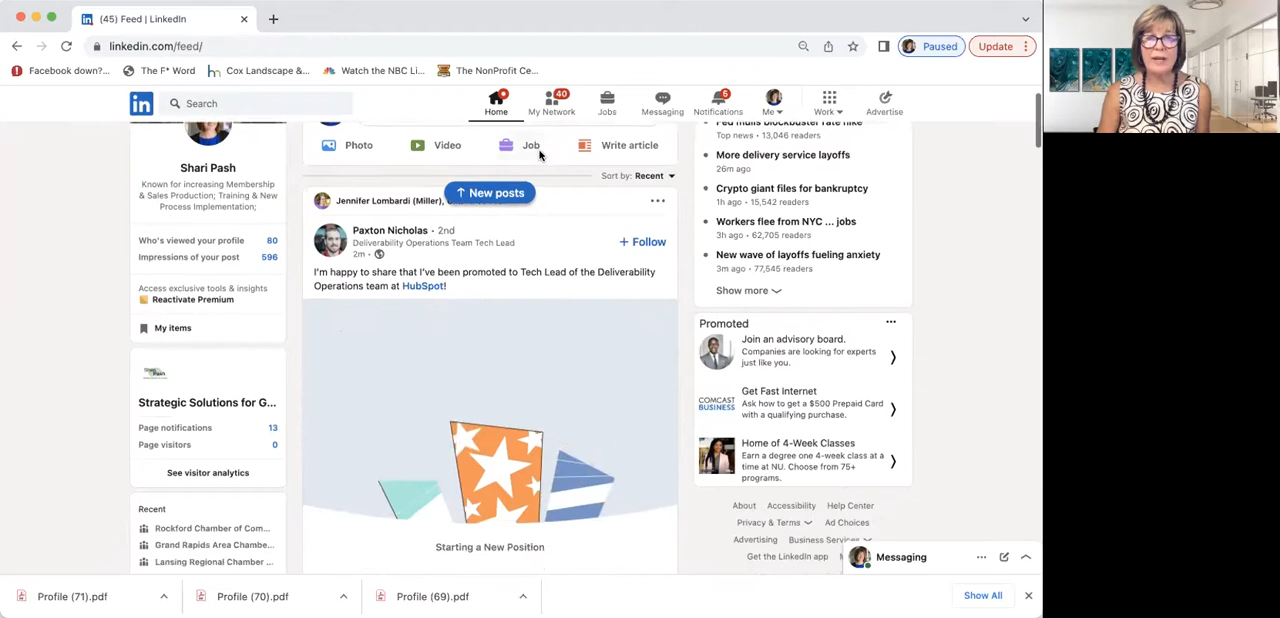 (45) Feed | LinkedIn
linkedin.com/feed/
Paused
Update
Facebook down?...
The F* Word
Cox Landscape &...
Watch the NBC Li...
The NonProfit Ce...
in
Search
Home
40
My Network
Jobs
Messaging
6
Notifications
Me
Work
Advertise
Shari Pash
Known for increasing Membership
& Sales Production; Training & New
Process Implementation;
Who's viewed your profile 80
Impressions of your post 596
Access exclusive tools & insights
Reactivate Premium
My items
Shari Pash
Strategic Solutions for G...
Page notifications 13
Page visitors 0
See visitor analytics
Recent
Rockford Chamber of Com...
Grand Rapids Area Chambe...
Lansing Regional Chamber ...
Photo
Video
Job
Write article
Sort by: Recent
↑ New posts
Jennifer Lombardi (Miller),
Paxton Nicholas • 2nd
Deliverability Operations Team Tech Lead
2m •
+ Follow
I'm happy to share that I've been promoted to Tech Lead of the Deliverability
Operations team at HubSpot!
Starting a New Position
Fed mulls blockbuster rate hike
Top news • 13,046 readers
More delivery service layoffs
26m ago
Crypto giant files for bankruptcy
1h ago • 15,542 readers
Workers flee from NYC ... jobs
3h ago • 62,705 readers
New wave of layoffs fueling anxiety
3m ago • 77,545 readers
Show more
Promoted
Join an advisory board.
Companies are looking for experts
just like you.
COMCAST
BUSINESS
Get Fast Internet
Ask how to get a $500 Prepaid Card
with a qualifying purchase.
Home of 4-Week Classes
Earn a degree one 4-week class at a
time at NU. Choose from 75+
programs.
About Accessibility Help Center
Privacy & Terms Ad Choices
Advertising Business Services
Get the LinkedIn app
Messaging
Profile (71).pdf
Profile (70).pdf
Profile (69).pdf
Show All